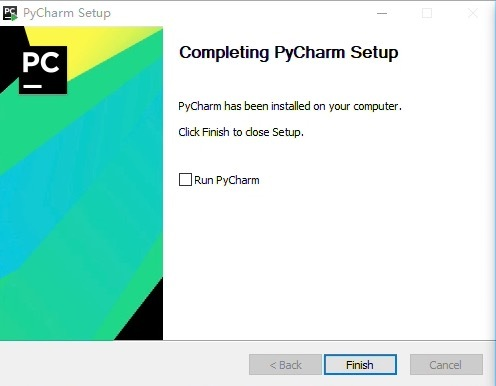 PC PyCharm Setup
PC
Completing PyCharm Setup
PyCharm has been installed on your computer.
Click Finish to close Setup.
Run PyCharm
< Back Finish Cancel